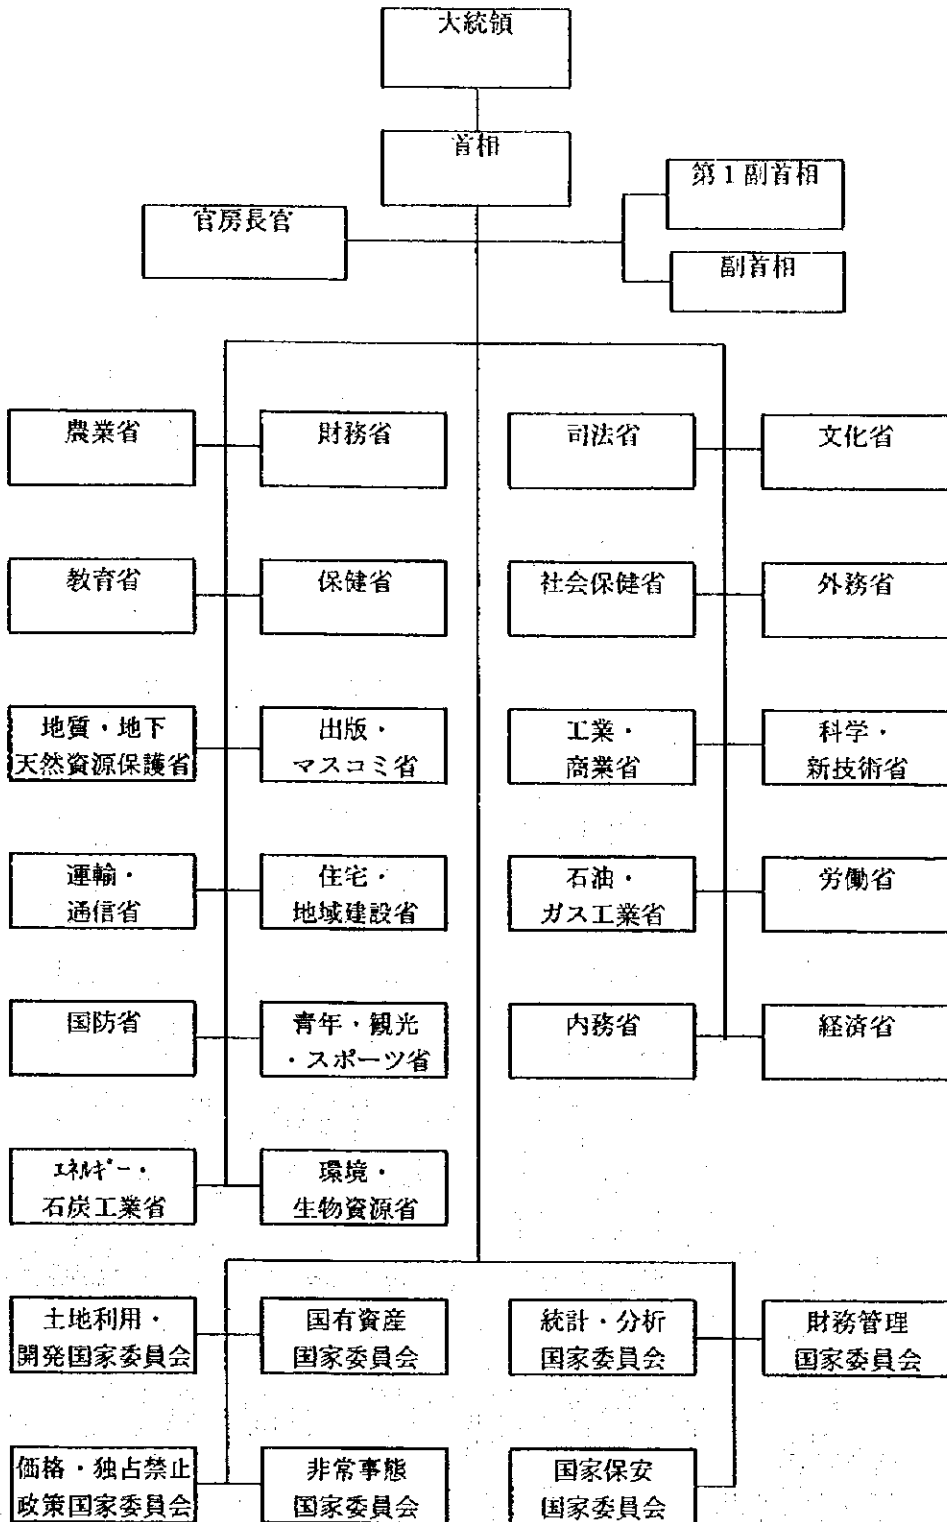 大統領
首相
第1副首相
官房長官
副首相
農業省
財務省
司法省
文化省
教育省
保健省
社会保健省
外務省
地質・地下
天然資源保護省
出版・
マスコミ省
工業・
商業省
科学・
新技術省
運輸・
通信省
住宅・
地域建設省
石油・
ガス工業省
労働省
国防省
青年・観光
・スポーツ省
内務省
経済省
エネルギー・
石炭工業省
環境・
生物資源省
土地利用・
開発国家委員会
国有資産
国家委員会
統計・分析
国家委員会
財務管理
国家委員会
価格・独占禁止
政策国家委員会
非常事態
国家委員会
国家保安
国家委員会